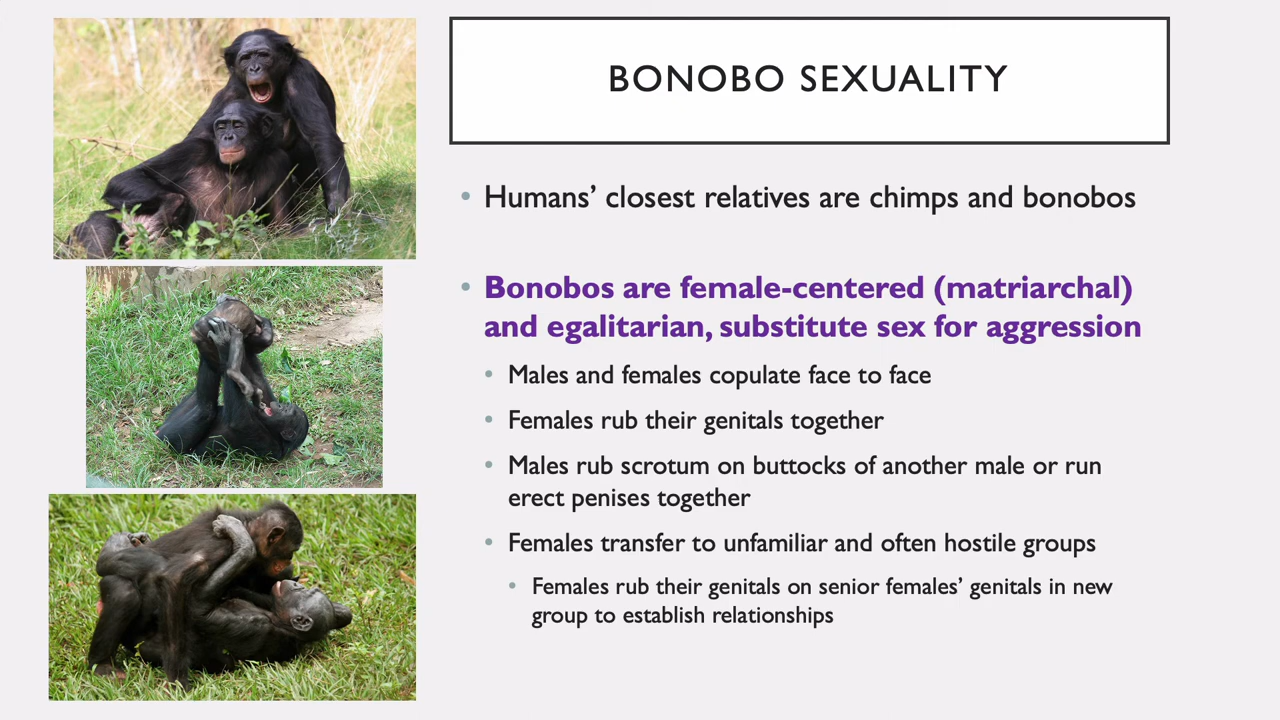 BONOBO SEXUALITY
• Humans’ closest relatives are chimps and bonobos
• Bonobos are female-centered (matriarchal)
and egalitarian, substitute sex for aggression
• Males and females copulate face to face
• Females rub their genitals together
• Males rub scrotum on buttocks of another male or run
erect penises together
• Females transfer to unfamiliar and often hostile groups
• Females rub their genitals on senior females’ genitals in new
group to establish relationships